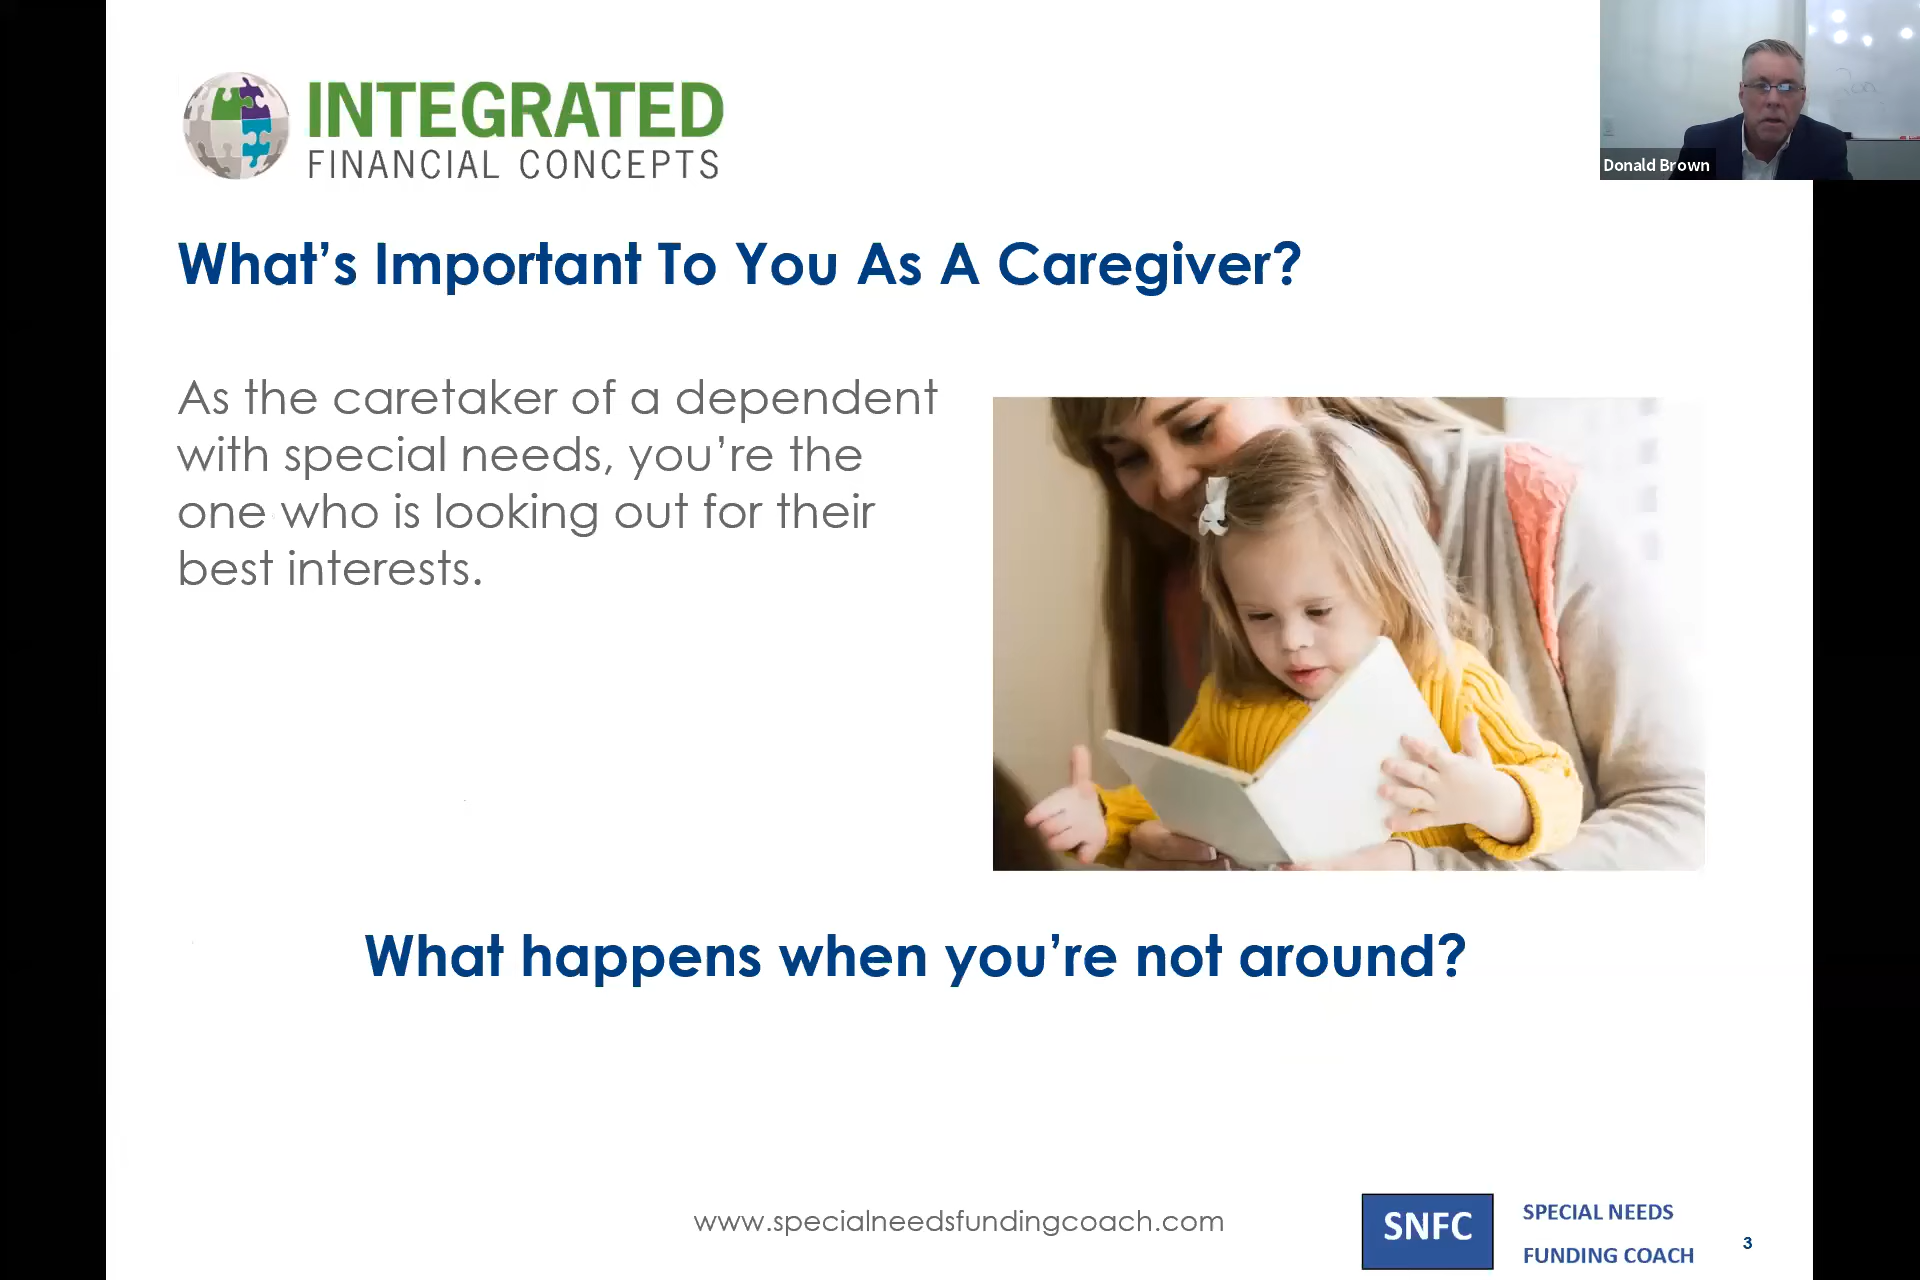 INTEGRATED
FINANCIAL CONCEPTS
Donald Brown
What’s Important To You As A Caregiver?
As the caretaker of a dependent
with special needs, you’re the
one who is looking out for their
best interests.
What happens when you’re not around?
www.specialneedsfundingcoach.com
SNFC
SPECIAL NEEDS
FUNDING COACH
3